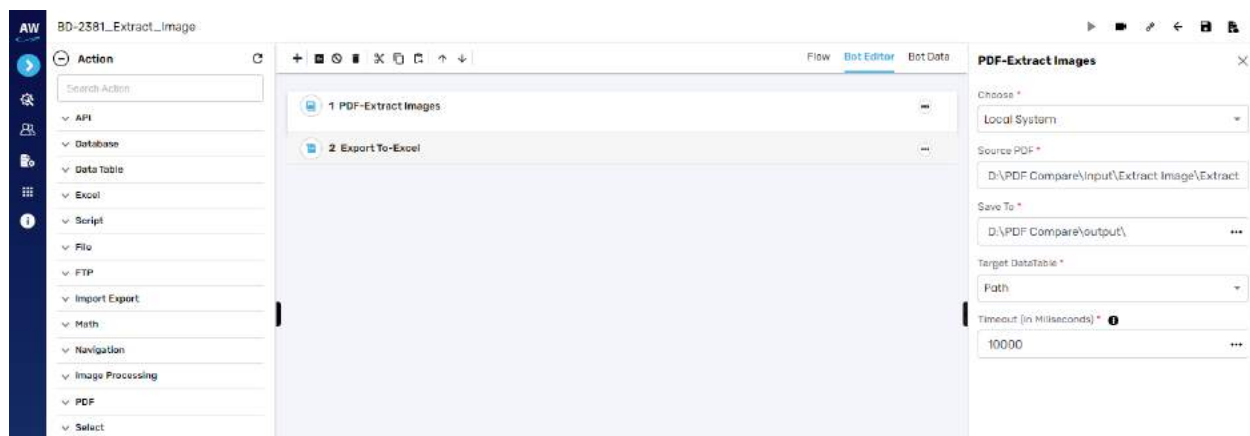 AW
BD-2381_Extract_Image
Action
Search Action
API
Database
Data Table
Excel
Script
File
FTP
Import Export
Math
Navigation
Image Processing
PDF
Select
Flow Bot Editor Bot Data
1 PDF-Extract Images
2 Export To-Excel
PDF-Extract Images
Choose *
Local System
Source PDF *
D:\PDF Compare\Input\Extract Image\Extract
Save To *
D:\PDF Compare\output\
Target DataTable *
Path
Timeout (in Miliseconds) *
10000